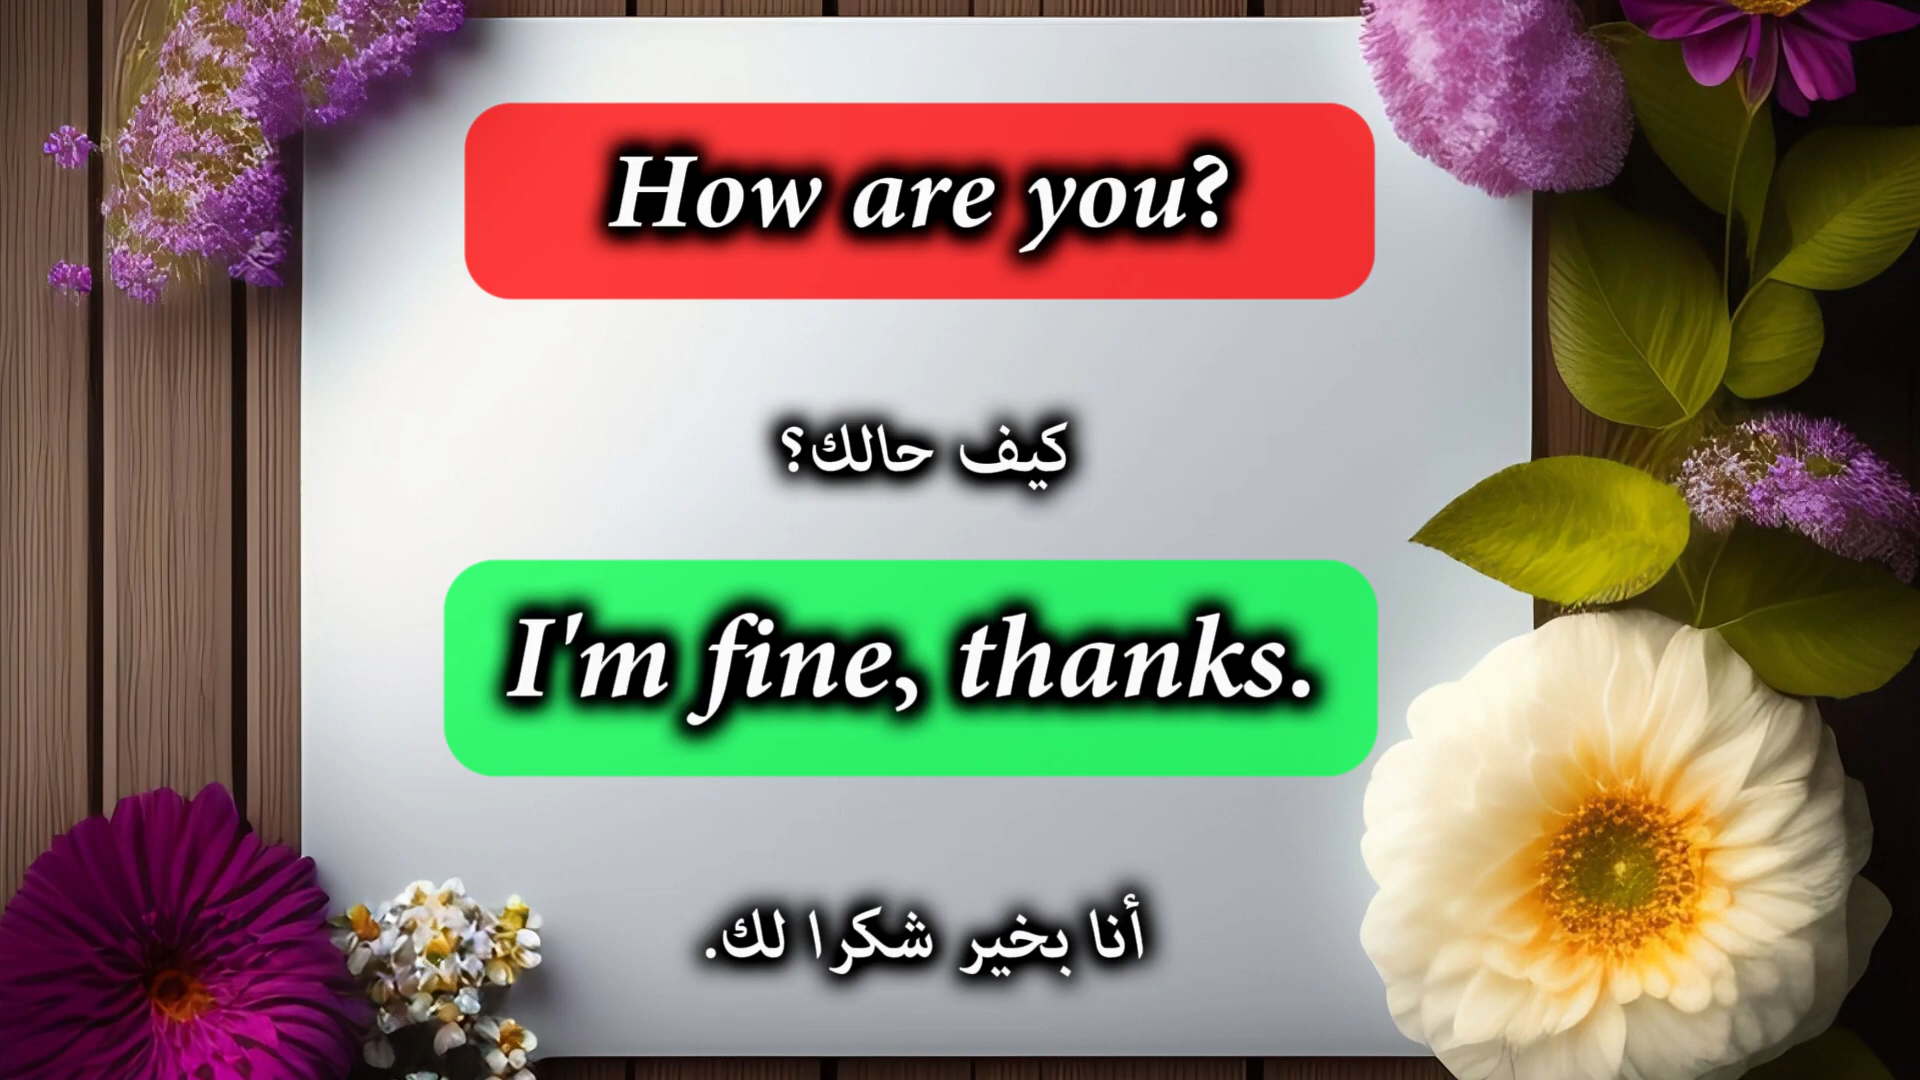 How are you?
كيف حالك؟
I'm fine, thanks.
أنا بخير شكرا لك.